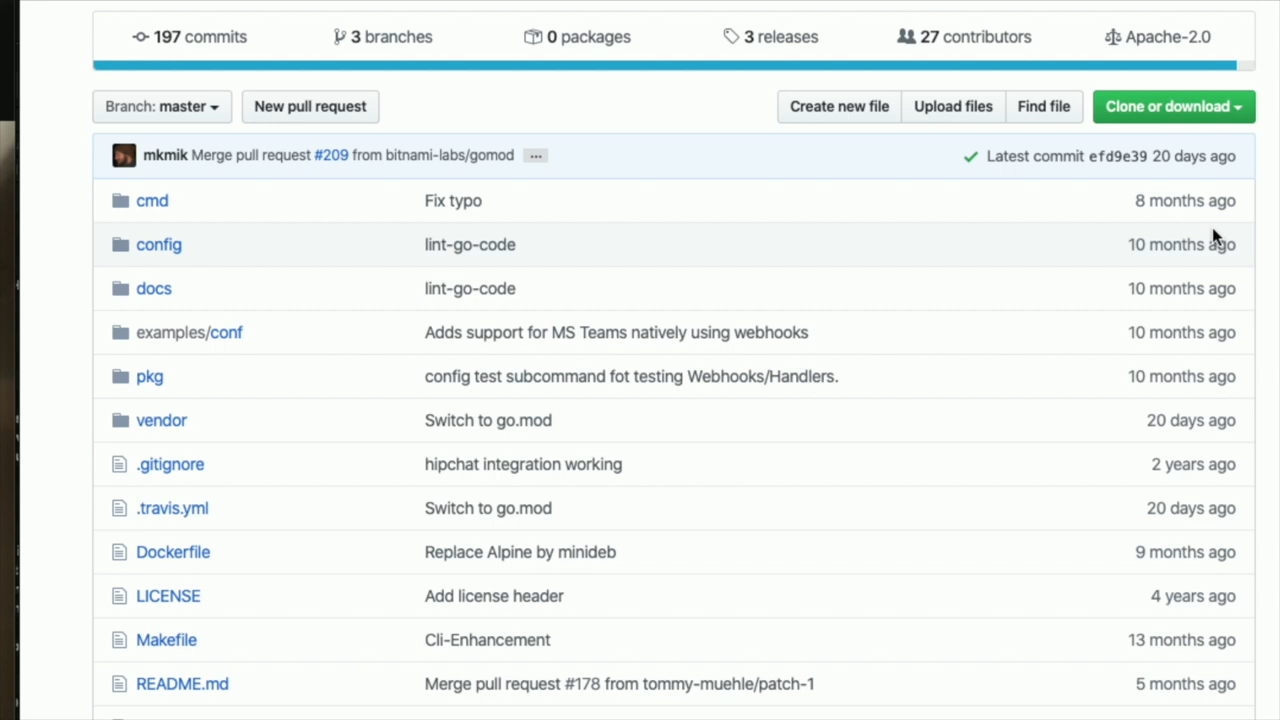 197 commits 3 branches 0 packages 3 releases 27 contributors Apache-2.0
Branch: master New pull request Create new file Upload files Find file Clone or download
mkmik Merge pull request #209 from bitnami-labs/gomod ... Latest commit efd9e39 20 days ago
cmd Fix typo 8 months ago
config lint-go-code 10 months ago
docs lint-go-code 10 months ago
examples/conf Adds support for MS Teams natively using webhooks 10 months ago
pkg config test subcommand fot testing Webhooks/Handlers. 10 months ago
vendor Switch to go.mod 20 days ago
.gitignore hipchat integration working 2 years ago
.travis.yml Switch to go.mod 20 days ago
Dockerfile Replace Alpine by minideb 9 months ago
LICENSE Add license header 4 years ago
Makefile Cli-Enhancement 13 months ago
README.md Merge pull request #178 from tommy-muehle/patch-1 5 months ago